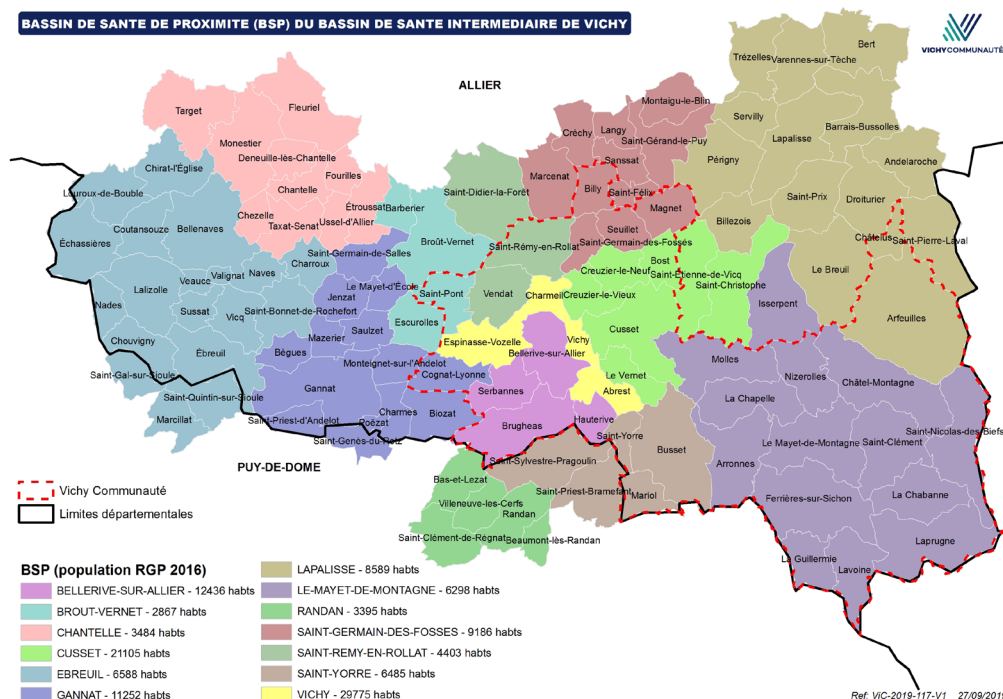 BASSIN DE SANTE DE PROXIMITE (BSP) DU BASSIN DE SANTE INTERMEDIAIRE DE VICHY
VICHYCOMMUNAUTÉ
ALLIER
Bert
Trézelles
Varennes-sur-Tèche
Target
Fleuriel
Montaigu-le-Blin
Servilly
Lapalisse
Barrais-Bussolles
Créchy
Langy
Saint-Gérand-le-Puy
Monestier
Deneuille-lès-Chantelle
Sanssat
Périgny
Andelaroche
Chirat-l'Église
Fourilles
Marcenat
Billy
Saint-Félix
Louroux-de-Bouble
Chantelle
Saint-Didier-la-Forêt
Magnet
Saint-Prix
Droiturier
Étroussat
Barberier
Chezelle
Ussel-d'Allier
Taxat-Senat
Billezois
Coutansouze
Bellenaves
Seuillet
Échassières
Broût-Vernet
Saint-Rémy-en-Rollat
Saint-Germain-des-Fossés
Châtelus
Saint-Pierre-Laval
Saint-Germain-de-Salles
Charroux
Bost
Creuzier-le-Neuf
Saint-Etienne-de-Vicq
Le Breuil
Naves
Valignat
Veauce
Lalizolle
Le Mayet-d'École
Saint-Pont
Vendat
Charmeil
Creuzier-le-Vieux
Saint-Christophe
Jenzat
Isserpent
Nades
Sussat
Vicq
Saint-Bonnet-de-Rochefort
Arfeuilles
Saulzet
Escurolles
Cusset
Chouvigny
Mazerier
Espinasse-Vozelle
Vichy
Ébreuil
Bègues
Bellerive-sur-Allier
Molles
Monteignet-sur-l'Andelot
Saint-Gal-sur-Sioule
Cognat-Lyonne
Le Vernet
Nizerolles
Châtel-Montagne
Gannat
Serbannes
Abrest
Saint-Quintin-sur-Sioule
La Chapelle
Marcillat
Saint-Priest-d'Andelot
Charmes
Biozat
Poëzat
Brugheas
Hauterive
Saint-Nicolas-des-Biefs
Saint-Genès-du-Retz
Saint-Yorre
Busset
Le Mayet-de-Montagne
Saint-Clément
PUY-DE-DOME
Saint-Sylvestre-Pragoulin
Arronnes
Bas-et-Lezat
Saint-Priest-Bramefant
Mariol
Ferrières-sur-Sichon
La Chabanne
Villeneuve-les-Cerfs
Randan
Saint-Clément-de-Régnat
Beaumont-lès-Randan
Laprugne
La Guillermie
Lavoine
Vichy Communauté
Limites départementales
BSP (population RGP 2016)
BELLERIVE-SUR-ALLIER - 12436 habts
BROUT-VERNET - 2867 habts
CHANTELLE - 3484 habts
CUSSET - 21105 habts
EBREUIL - 6588 habts
GANNAT - 11252 habts
LAPALISSE - 8589 habts
LE-MAYET-DE-MONTAGNE - 6298 habts
RANDAN - 3395 habts
SAINT-GERMAIN-DES-FOSSES - 9186 habts
SAINT-REMY-EN-ROLLAT - 4403 habts
SAINT-YORRE - 6485 habts
VICHY - 29775 habts
Ref: VIC-2019-117-V1 27/09/2019